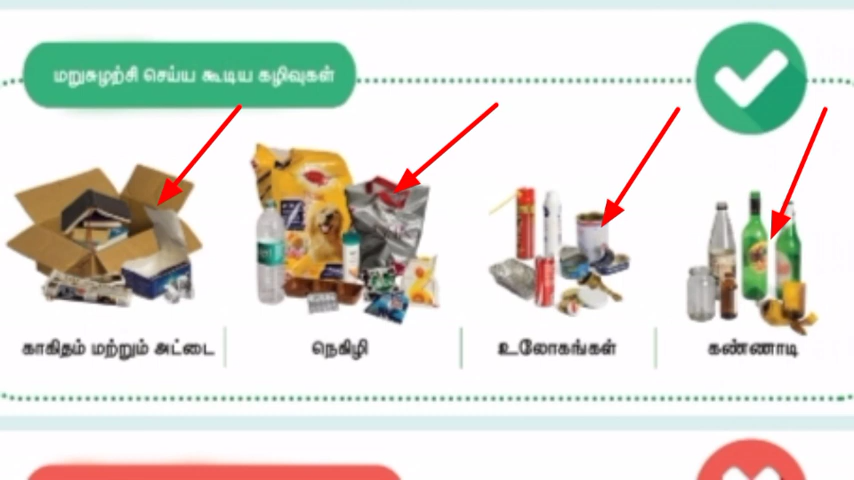 மறுசுழற்சி செய்ய கூடிய கழிவுகள்
காகிதம் மற்றும் அட்டை
நெகிழி
உலோகங்கள்
கண்ணாடி